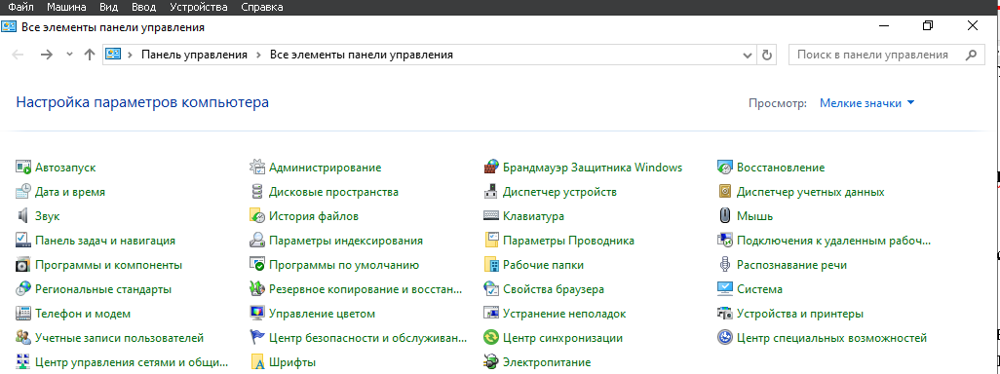 Файл Машина Вид Ввод Устройства Справка
Все элементы панели управления
Панель управления Все элементы панели управления Поиск в панели управления
Настройка параметров компьютера Просмотр: Мелкие значки
Автозапуск Администрирование Брандмауэр Защитника Windows Восстановление
Дата и время Дисковые пространства Диспетчер устройств Диспетчер учетных данных
Звук История файлов Клавиатура Мышь
Панель задач и навигация Параметры индексирования Параметры Проводника Подключения к удаленным рабоч...
Программы и компоненты Программы по умолчанию Рабочие папки Распознавание речи
Региональные стандарты Резервное копирование и восстан... Свойства браузера Система
Телефон и модем Управление цветом Устранение неполадок Устройства и принтеры
Учетные записи пользователей Центр безопасности и обслуживан... Центр синхронизации Центр специальных возможностей
Центр управления сетями и общи... Шрифты Электропитание